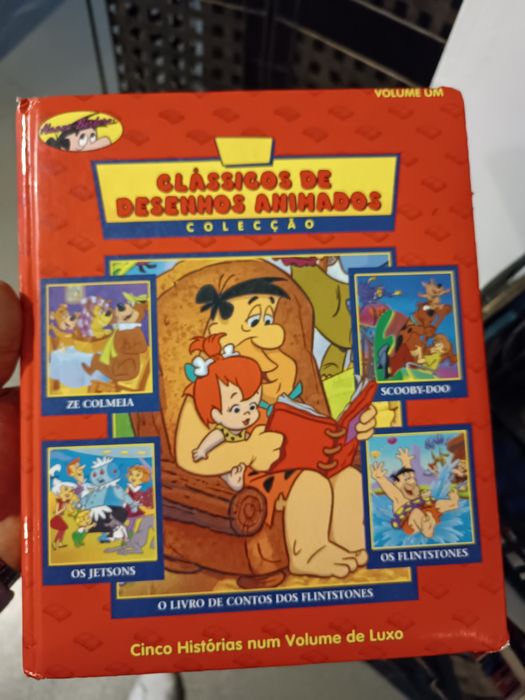 VOLUME UM
CLÁSSICOS DE
DESENHOS ANIMADOS
COLECÇÃO
ZE COLMEIA
SCOOBY-DOO
OS JETSONS
OS FLINTSTONES
O LIVRO DE CONTOS DOS FLINTSTONES
Cinco Histórias num Volume de Luxo